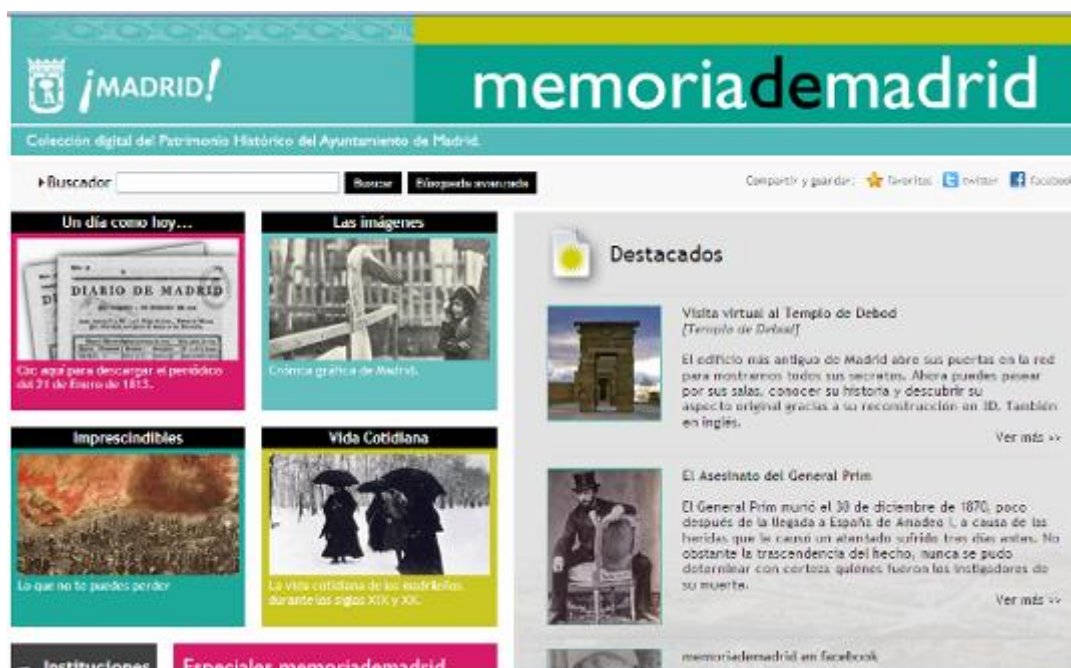 ¡MADRID!
memoriademadrid
Colección digital del Patrimonio Histórico del Ayuntamiento de Madrid.
Buscador
Buscar
Búsqueda avanzada
Compartir y guardar:
favoritos
twitter
facebook
Un día como hoy...
DIARIO DE MADRID
Clic aquí para descargar el periódico
del 21 de Enero de 1813.
Las imágenes
Crónica gráfica de Madrid.
Imprescindibles
Lo que no te puedes perder
Vida Cotidiana
La vida cotidiana de los madrileños
durante los siglos XIX y XX.
Destacados
Visita virtual al Templo de Debod
[Templo de Debod]
El edificio más antiguo de Madrid abre sus puertas en la red
para mostrarnos todos sus secretos. Ahora puedes pasear
por sus salas, conocer su historia y descubrir su
aspecto original gracias a su reconstrucción en 3D. También
en inglés.
Ver más >>
El Asesinato del General Prim
El General Prim murió el 30 de diciembre de 1870, poco
después de la llegada a España de Amadeo I, a causa de las
heridas que le causó un atentado sufrido tres días antes. No
obstante la trascendencia del hecho, nunca se pudo
determinar con certeza quiénes fueron los instigadores de
su muerte.
Ver más >>
Instituciones
Especiales memoriademadrid
memoriademadrid en facebook